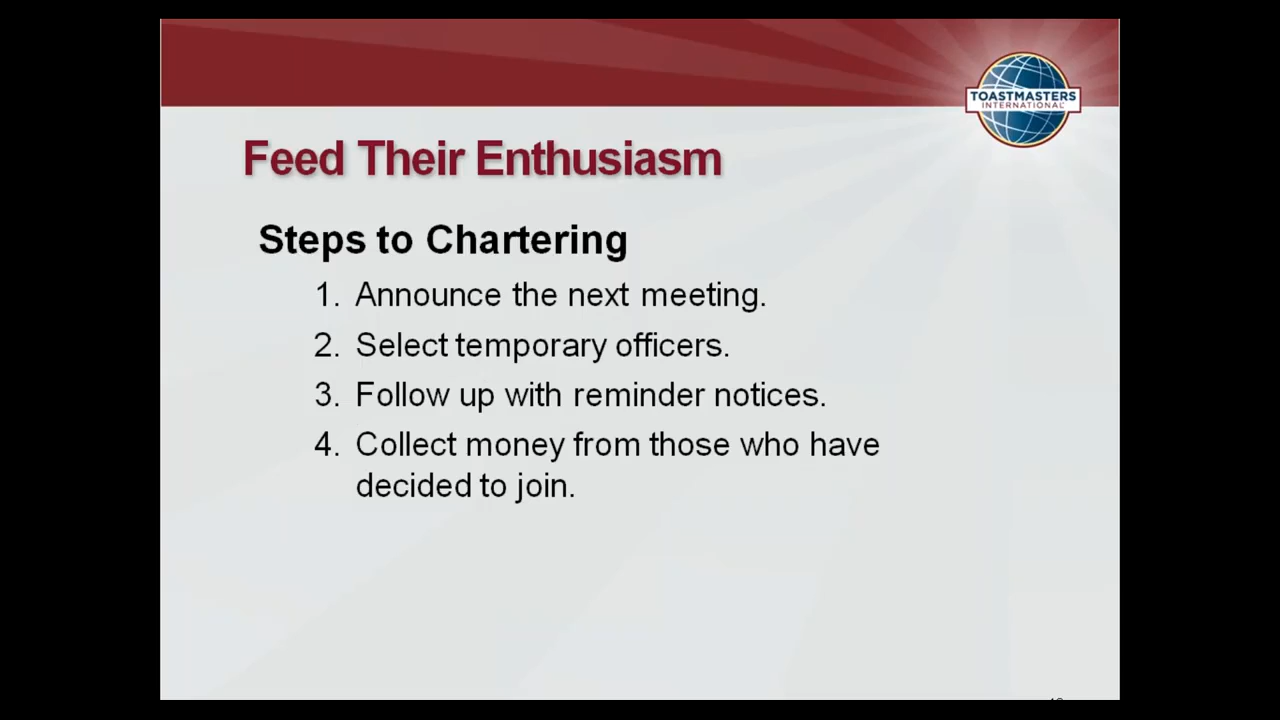 TOASTMASTERS
INTERNATIONAL
Feed Their Enthusiasm
Steps to Chartering
1. Announce the next meeting.
2. Select temporary officers.
3. Follow up with reminder notices.
4. Collect money from those who have
decided to join.